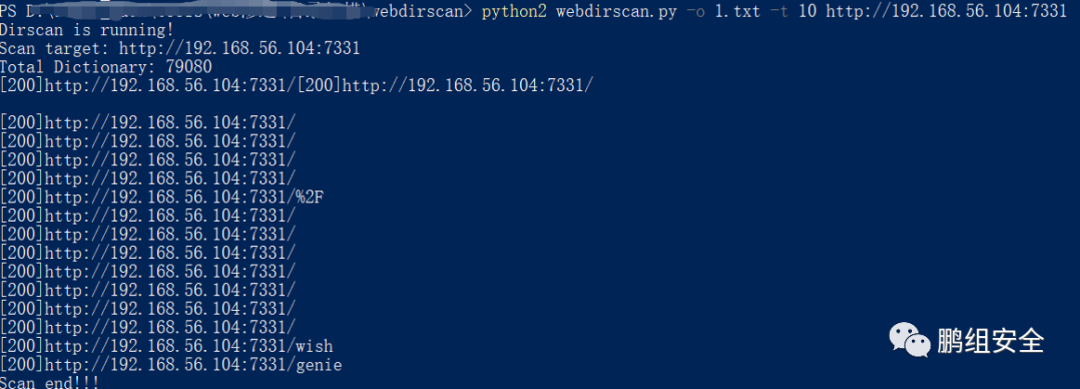 PS D:\ webdirscan> python2 webdirscan.py -o 1.txt -t 10 http://192.168.56.104:7331
Dirscan is running!
Scan target: http://192.168.56.104:7331
Total Dictionary: 79080
[200]http://192.168.56.104:7331/[200]http://192.168.56.104:7331/
[200]http://192.168.56.104:7331/
[200]http://192.168.56.104:7331/
[200]http://192.168.56.104:7331/
[200]http://192.168.56.104:7331/
[200]http://192.168.56.104:7331/%2F
[200]http://192.168.56.104:7331/
[200]http://192.168.56.104:7331/
[200]http://192.168.56.104:7331/
[200]http://192.168.56.104:7331/
[200]http://192.168.56.104:7331/
[200]http://192.168.56.104:7331/
[200]http://192.168.56.104:7331/
[200]http://192.168.56.104:7331/wish
[200]http://192.168.56.104:7331/genie
Scan end!!!
鹏组安全